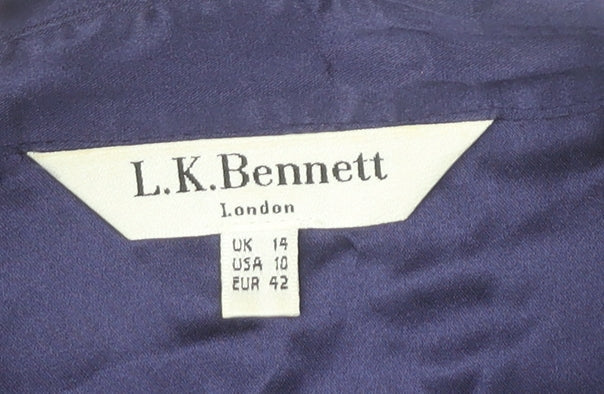 L.K.Bennett
London
UK 14
USA 10
EUR 42